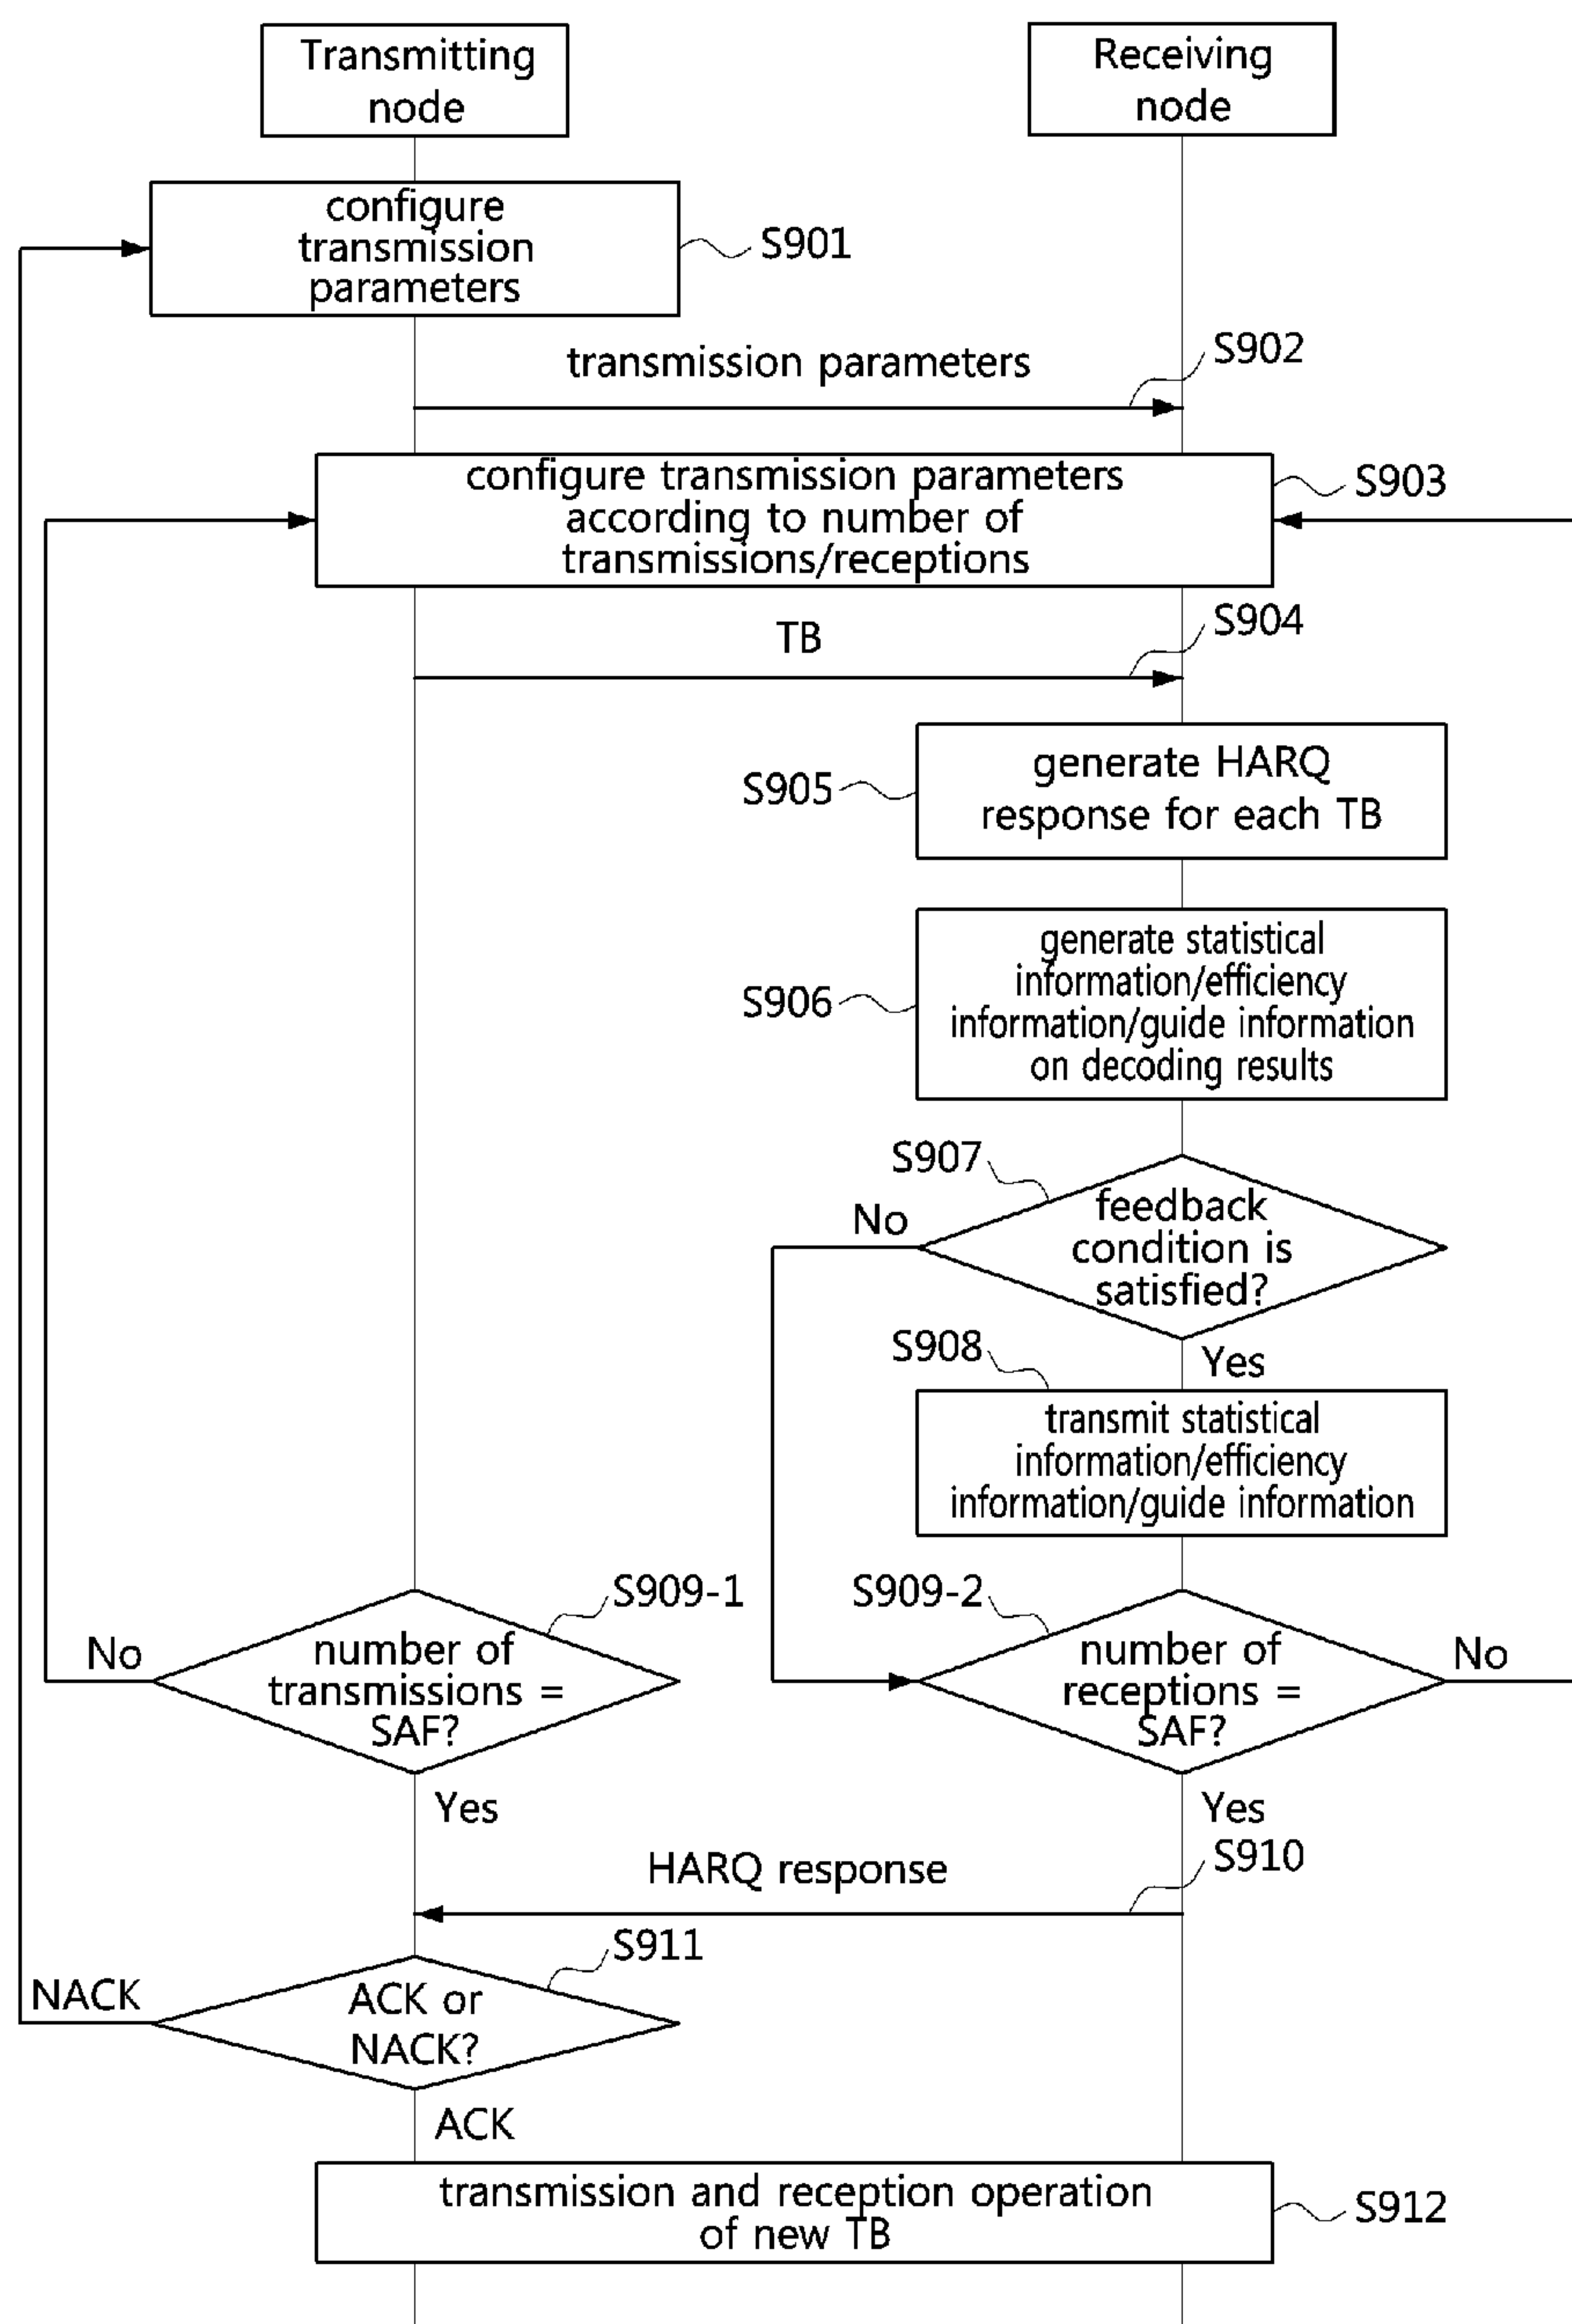 Transmitting
node
Receiving
node
configure
transmission
parameters
S901
transmission parameters
S902
configure transmission parameters
according to number of
transmissions/receptions
S903
TB
S904
generate HARQ
response for each TB
S905
generate statistical
information/efficiency
information/guide information
on decoding results
S906
S907
feedback
condition is
satisfied?
No
Yes
S908
transmit statistical
information/efficiency
information/guide information
S909-1
number of
transmissions =
SAF?
No
Yes
S909-2
number of
receptions =
SAF?
No
Yes
HARQ response
S910
S911
ACK or
NACK?
NACK
ACK
transmission and reception operation
of new TB
S912